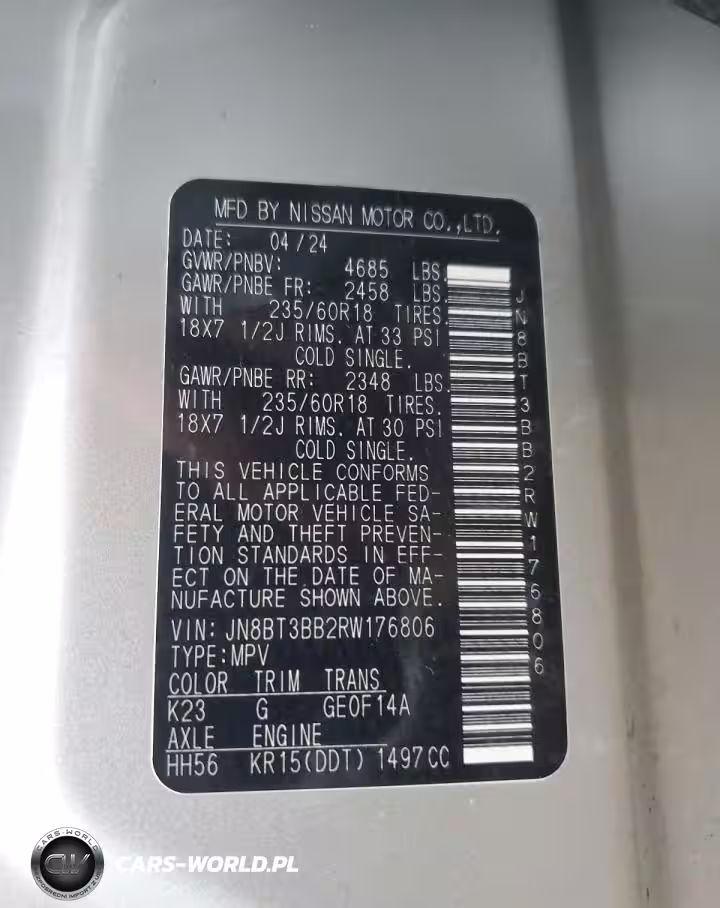 MFD BY NISSAN MOTOR CO.,LTD.
DATE: 04/24
GVWR/PNBV: 4685 LBS.
GAWR/PNBE FR: 2458 LBS.
WITH 235/60R18 TIRES.
18X7 1/2J RIMS. AT 33 PSI
COLD SINGLE.
GAWR/PNBE RR: 2348 LBS.
WITH 235/60R18 TIRES.
18X7 1/2J RIMS. AT 30 PSI
COLD SINGLE.
THIS VEHICLE CONFORMS
TO ALL APPLICABLE FED-
ERAL MOTOR VEHICLE SA-
FETY AND THEFT PREVEN-
TION STANDARDS IN EFF-
ECT ON THE DATE OF MA-
NUFACTURE SHOWN ABOVE.
VIN: JN8BT3BB2RW176806
TYPE:MPV
COLOR TRIM TRANS
K23 G GE0F14A
AXLE ENGINE
HH56 KR15(DDT) 1497CC
JN8BT3BB2RW176806
CARS-WORLD
CW
CARS-WORLD.PL